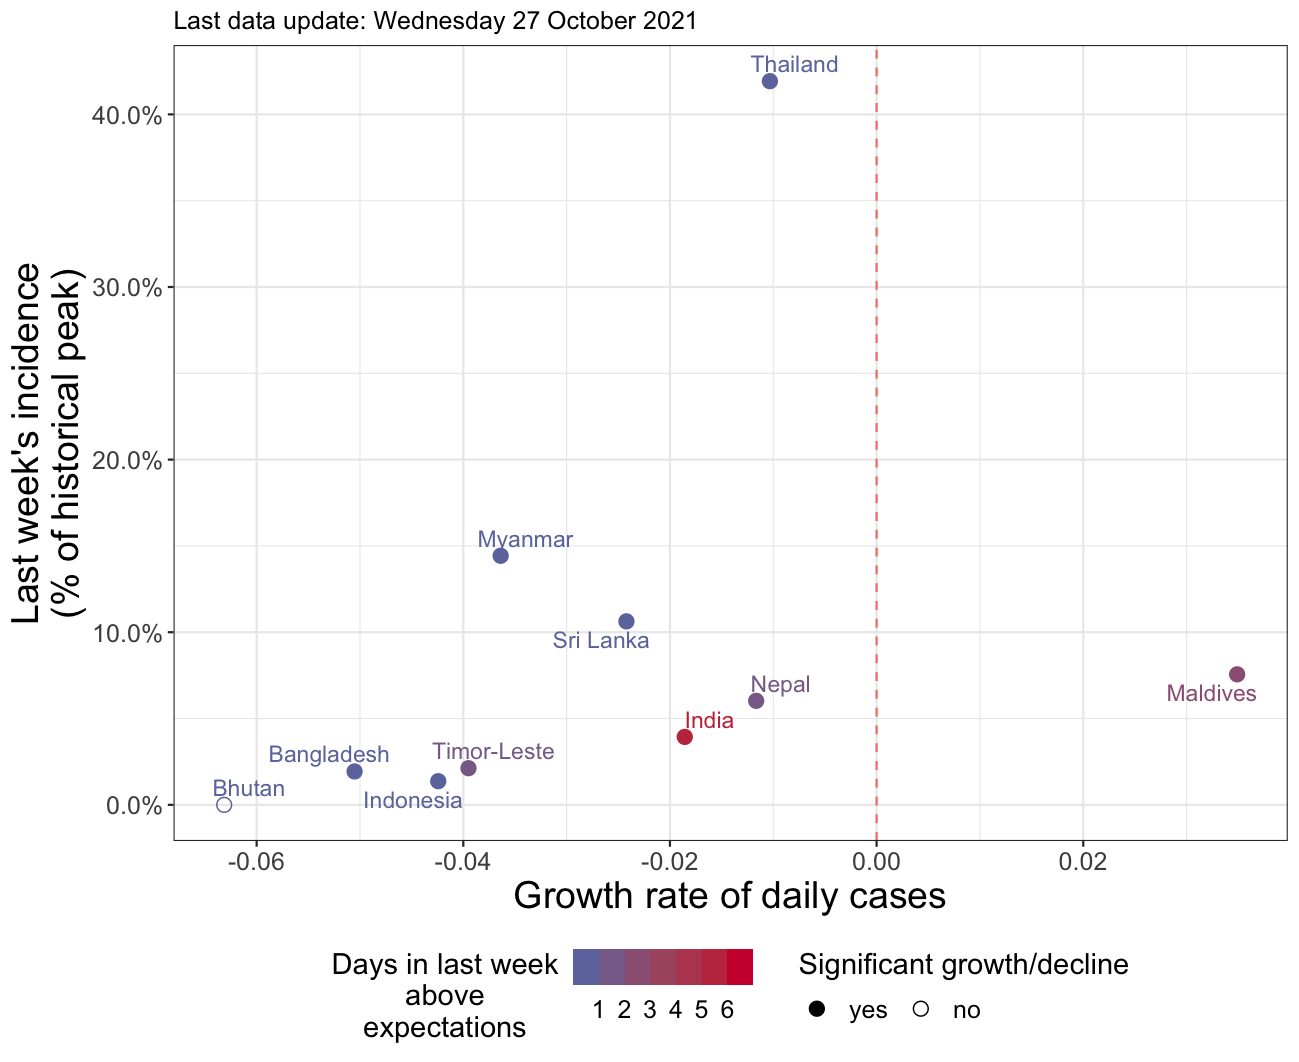 Last data update: Wednesday 27 October 2021
Thailand
40.0%
30.0%
Last week's incidence
(% of historical peak)
20.0%
Myanmar
10.0%
Sri Lanka
Nepal
Maldives
India
Bangladesh
Timor-Leste
Bhutan
Indonesia
0.0%
-0.06 -0.04 -0.02 0.00 0.02
Growth rate of daily cases
Days in last week
above
expectations
1 2 3 4 5 6
Significant growth/decline
yes no